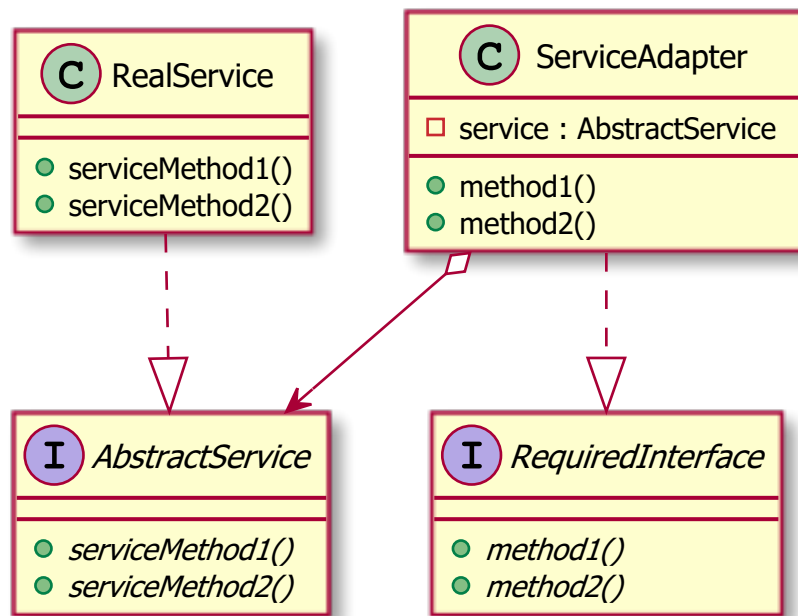 C RealService
serviceMethod1()
serviceMethod2()
C ServiceAdapter
service : AbstractService
method1()
method2()
I AbstractService
serviceMethod1()
serviceMethod2()
I RequiredInterface
method1()
method2()